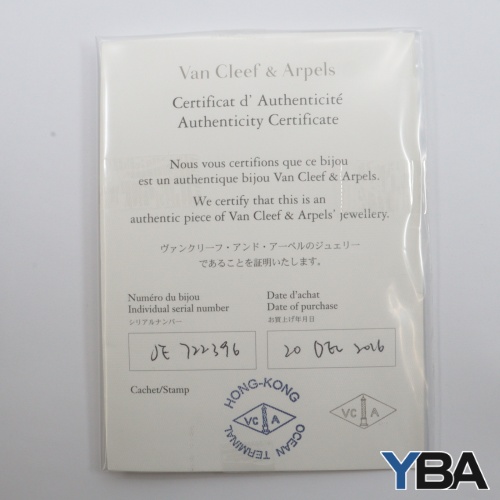 Van Cleef & Arpels
Certificat d' Authenticité
Authenticity Certificate
Nous vous certifions que ce bijou
est un authentique bijou Van Cleef & Arpels.
We certify that this is an
authentic piece of Van Cleef & Arpels' jewellery.
ヴァンクリーフ・アンド・アーペルのジュエリー
であることを証明いたします。
Numéro du bijou
Individual serial number
シリアルナンバー
JE 722396
Date d'achat
Date of purchase
お買上げ年月日
20 DEC 2016
Cachet/Stamp
HONG-KONG
VC A
OCEAN TERMINAL
VC A
YBA